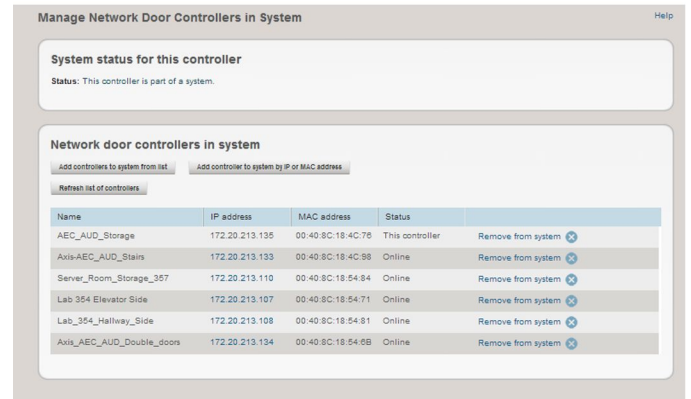 Manage Network Door Controllers in System Help
System status for this controller
Status: This controller is part of a system.
Network door controllers in system
Add controllers to system from list Add controller to system by IP or MAC address
Refresh list of controllers
Name IP address MAC address Status
AEC_AUD_Storage 172.20.213.135 00:40:8C:18:4C:76 This controller Remove from system
Axis-AEC_AUD_Stairs 172.20.213.133 00:40:8C:18:4C:98 Online Remove from system
Server_Room_Storage_357 172.20.213.110 00:40:8C:18:54:84 Online Remove from system
Lab 354 Elevator Side 172.20.213.107 00:40:8C:18:54:71 Online Remove from system
Lab_354_Hallway_Side 172.20.213.108 00:40:8C:18:54:81 Online Remove from system
Axis_AEC_AUD_Double_doors 172.20.213.134 00:40:8C:18:54:6B Online Remove from system